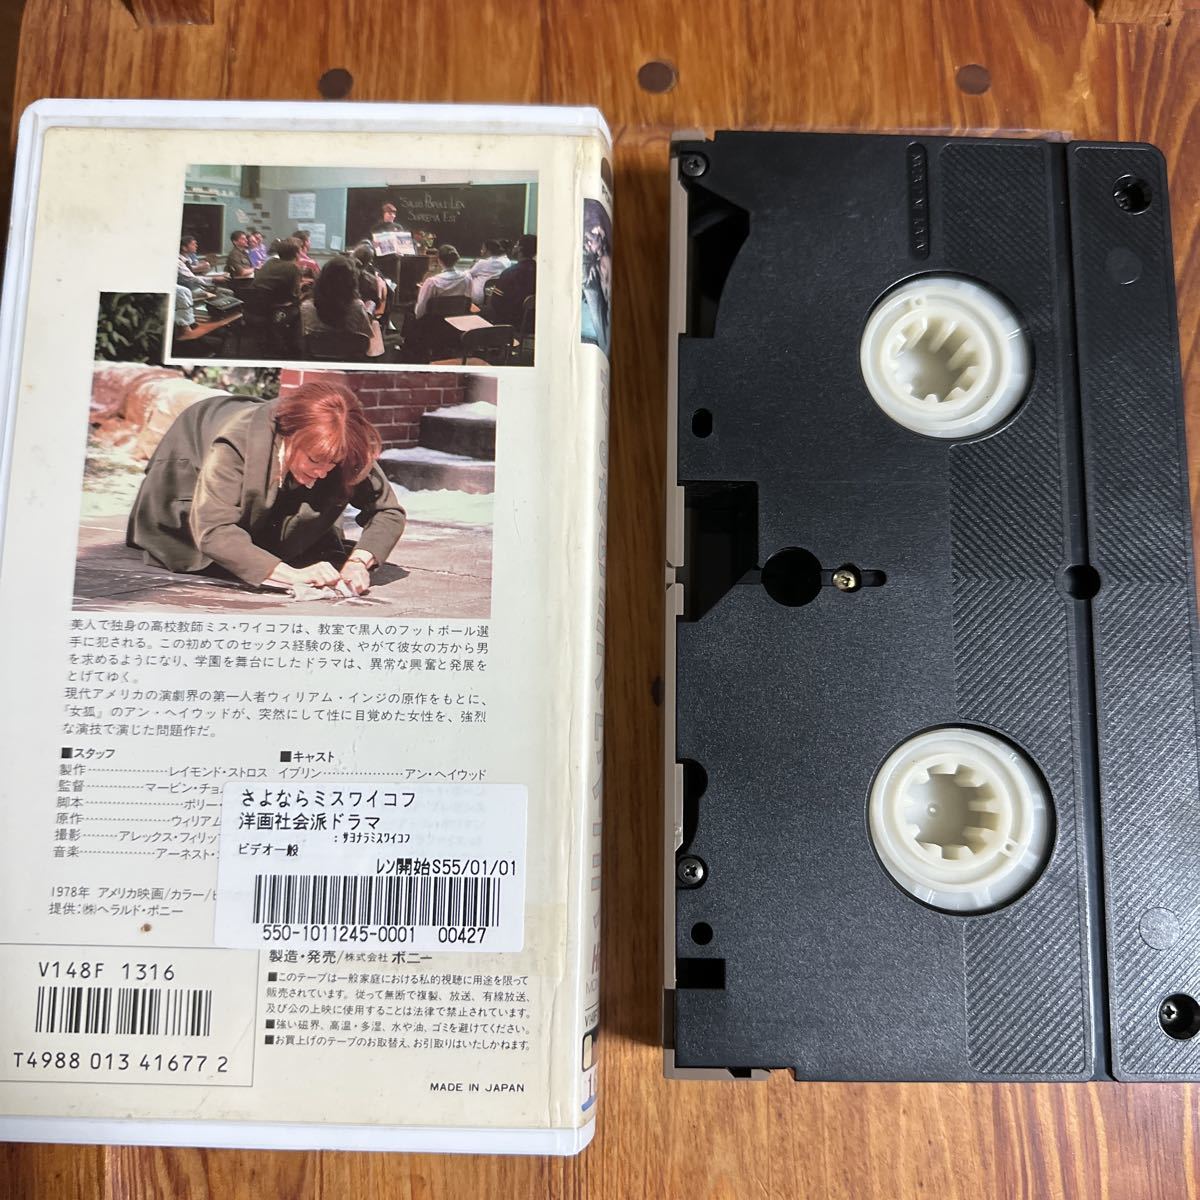 "SALUS POPULI LEX
SUPREMA EST"
美人で独身の高校教師ミス・ワイコフは、教室で黒人のフットボール選
手に犯される。この初めてのセックス経験の後、やがて彼女の方から男
を求めるようになり、学園を舞台にしたドラマは、異常な興奮と発展を
とげてゆく。
現代アメリカの演劇界の第一人者ウィリアム・インジの原作をもとに、
『女狐』のアン・ヘイウッドが、突然にして性に目覚めた女性を、強烈
な演技で演じた問題作だ。
■スタッフ
製作………………レイモンド・ストロス
監督………………マービン・チョム
脚本………………ポリー・
原作………………ウィリアム
撮影………アレックス・フィリッ
音楽………………アーネスト・
■キャスト
イブリン………………アン・ヘイウッド
さよならミスワイコフ
洋画社会派ドラマ
：ｻﾖﾅﾗﾐｽﾜｲｺﾌ
ビデオ一般
ﾚﾝ開始S55/01/01
550-1011245-0001 00427
1978年 アメリカ映画/カラー/ビ
提供：㈱ヘラルド・ポニー
製造・発売/株式会社 ポニー
V148F 1316
T4988 013 41677 2
■このテープは一般家庭における私的視聴に用途を限って
販売されています。従って無断で複製、放送、有線放送、
及び公の上映に使用することは法律で禁止されています。
■強い磁界、高温・多湿、水や油、ゴミを避けてください。
■お買上げのテープのお取替え、お引取りはいたしかねます。
MADE IN JAPAN